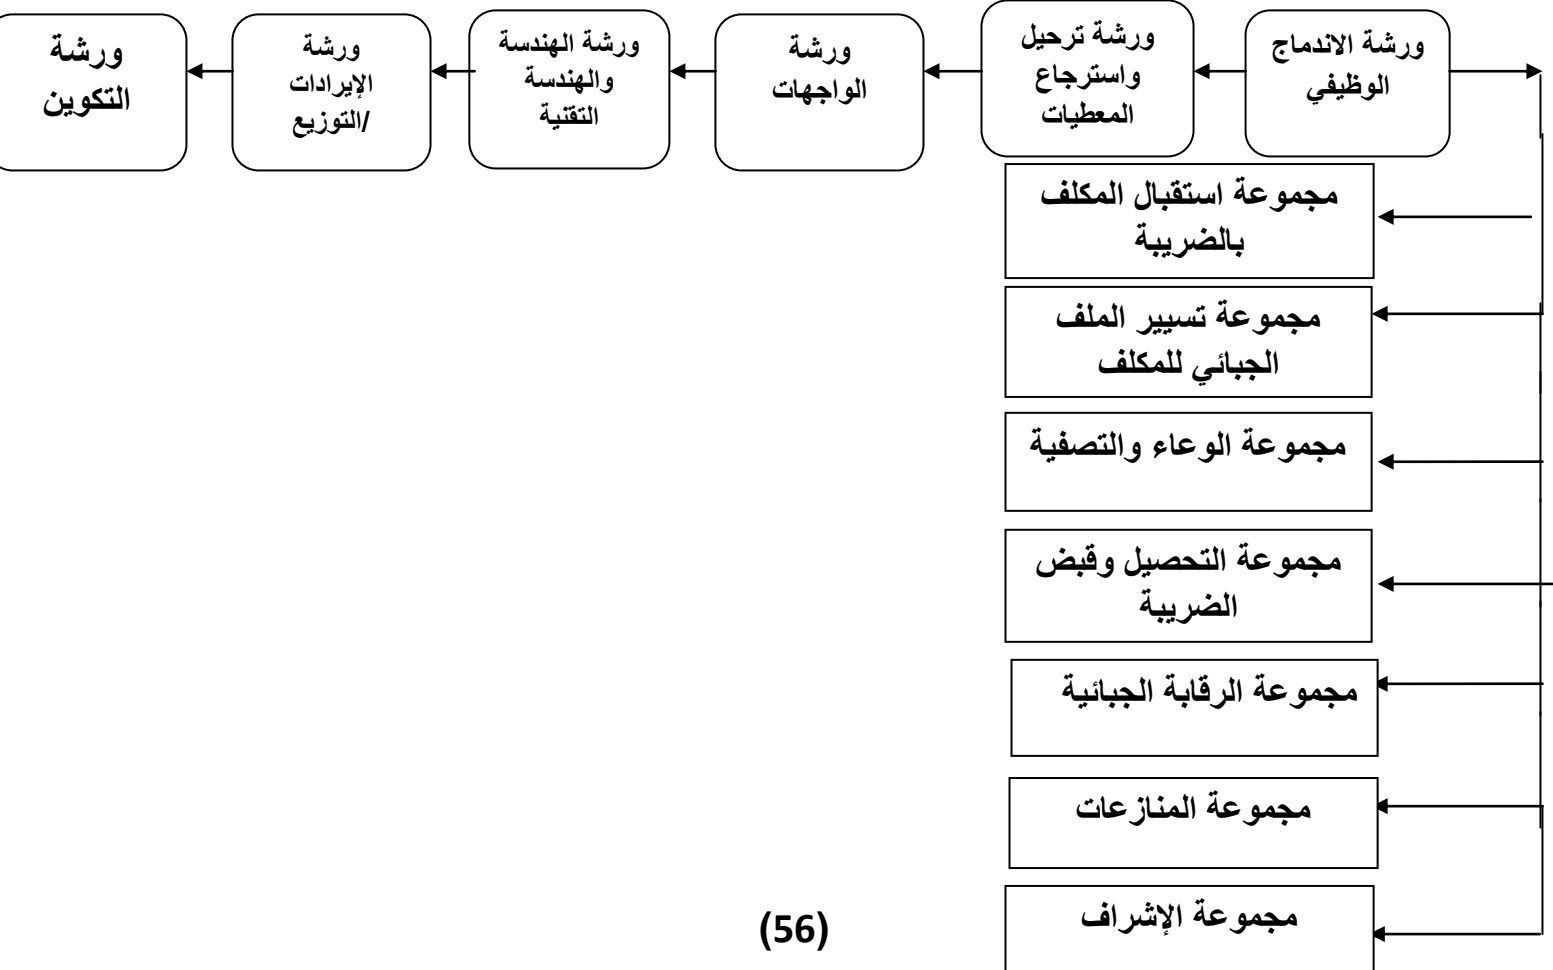 ورشة الاندماج
الوظيفي
ورشة ترحيل
واسترجاع
المعطيات
ورشة
الواجهات
ورشة الهندسة
والهندسة
التقنية
ورشة
الإيرادات
/التوزيع
ورشة
التكوين
مجموعة استقبال المكلف
بالضريبة
مجموعة تسيير الملف
الجبائي للمكلف
مجموعة الوعاء والتصفية
مجموعة التحصيل وقبض
الضريبة
مجموعة الرقابة الجبائية
مجموعة المنازعات
مجموعة الإشراف
(56)